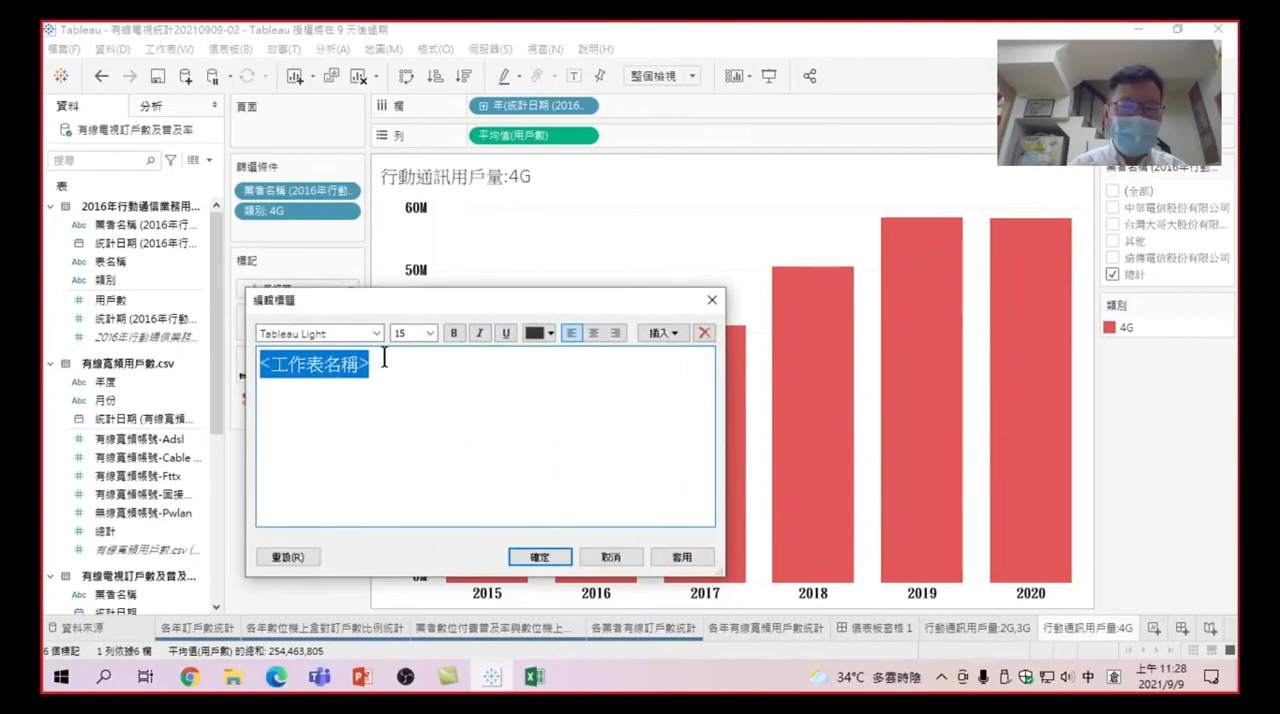 Tableau - 有線電視統計20210909-02 - Tableau 授權將在 9 天後過期
檔案(F) 資料(D) 工作表(W) 儀表板(B) 故事(T) 分析(A) 地圖(M) 格式(O) 伺服器(S) 視窗(N) 說明(H)
整個檢視
資料 分析
頁面
iii 欄
年(統計日期 (2016..
有線電視訂戶數及普及率
列
平均值(用戶數)
搜尋
篩選條件
行動通訊用戶量:4G
業者名稱 (2016年行動..
類別: 4G
表
2016年行動通信業務用...
業者名稱 (2016年行...
統計日期 (2016年行...
表名稱
類別
用戶數
統計期 (2016年行動...
2016年行動通信業務...
有線寬頻用戶數.csv
年度
月份
統計日期 (有線寬頻...
有線寬頻帳號-Adsl
有線寬頻帳號-Cable ...
有線寬頻帳號-Fttx
有線寬頻帳號-固接...
無線寬頻帳號-Pwlan
總計
有線寬頻用戶數.csv (...
有線電視訂戶數及普及...
業者名稱
統計日期
標記
60M
50M
0M
2015 2016 2017 2018 2019 2020
編輯標題
Tableau Light 15 B I U 插入
<工作表名稱>
重設(R) 確定 取消 套用
業者名稱 (2016年行動...
(全部)
中華電信股份有限公司
台灣大哥大股份有限...
其他
遠傳電信股份有限公司
總計
類別
4G
資料來源 各年訂戶數統計 各年數位機上盒對訂戶數比例統計 業者數位付費普及率與數位機上... 各業者有線訂戶數統計 各年有線寬頻用戶數統計 儀表板窗格 1 行動通訊用戶量:2G,3G 行動通訊用戶量:4G
6 個標記 1 列依據6 欄 平均值(用戶數) 的總和: 254,463,805
34°C 多雲時陰
中
倉
上午 11:28
2021/9/9